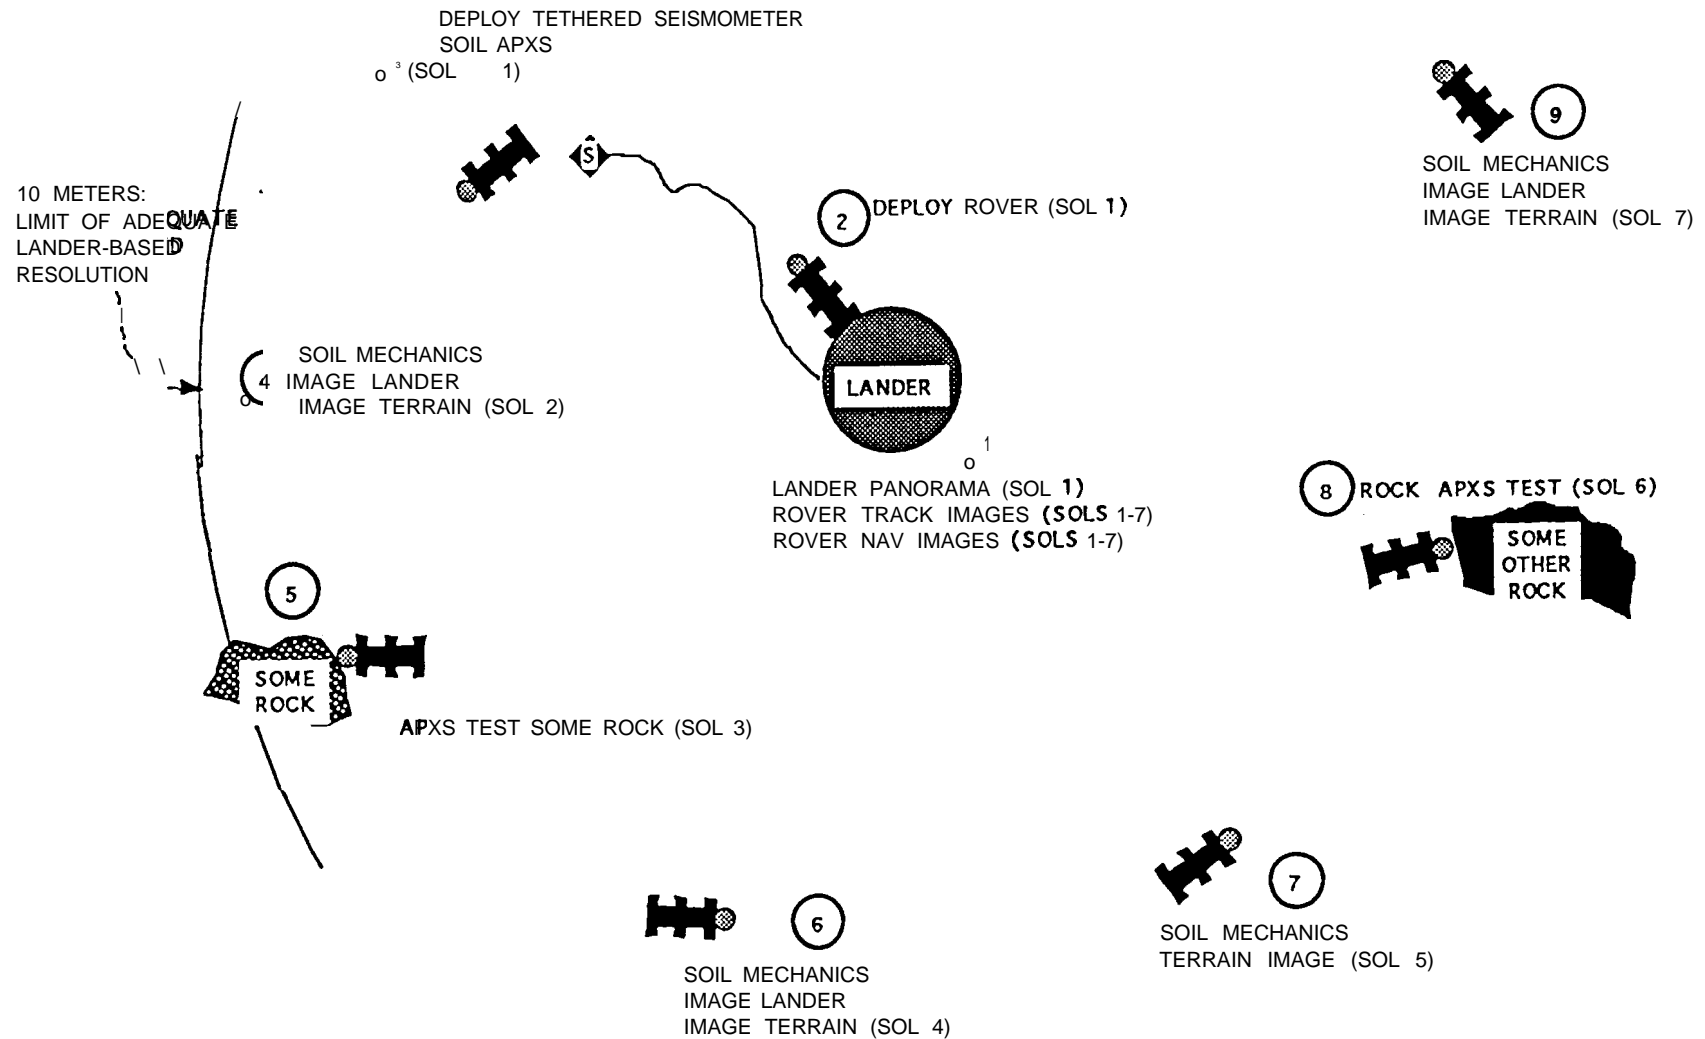 DEPLOY TETHERED SEISMOMETER
SOIL APXS
o 3 (SOL 1)
S
10 METERS:
LIMIT OF ADEQUATE
LANDER-BASED
RESOLUTION
2 DEPLOY ROVER (SOL 1)
9
SOIL MECHANICS
IMAGE LANDER
IMAGE TERRAIN (SOL 7)
SOIL MECHANICS
4 IMAGE LANDER
o IMAGE TERRAIN (SOL 2)
LANDER
1
o
LANDER PANORAMA (SOL 1)
ROVER TRACK IMAGES (SOLS 1-7)
ROVER NAV IMAGES (SOLS 1-7)
8 ROCK APXS TEST (SOL 6)
SOME
OTHER
ROCK
5
SOME
ROCK
APXS TEST SOME ROCK (SOL 3)
7
SOIL MECHANICS
TERRAIN IMAGE (SOL 5)
6
SOIL MECHANICS
IMAGE LANDER
IMAGE TERRAIN (SOL 4)